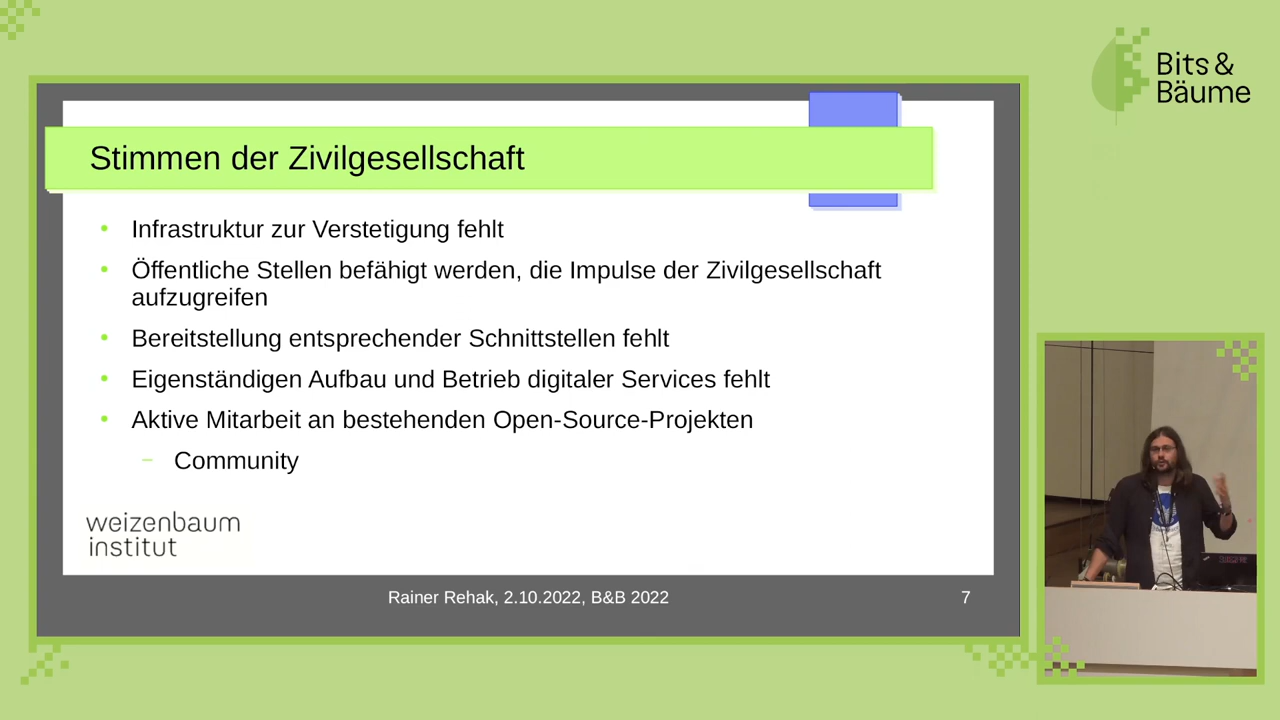 Bits &
Bäume
Stimmen der Zivilgesellschaft
• Infrastruktur zur Verstetigung fehlt
• Öffentliche Stellen befähigt werden, die Impulse der Zivilgesellschaft
aufzugreifen
• Bereitstellung entsprechender Schnittstellen fehlt
• Eigenständigen Aufbau und Betrieb digitaler Services fehlt
• Aktive Mitarbeit an bestehenden Open-Source-Projekten
– Community
weizenbaum
institut
Rainer Rehak, 2.10.2022, B&B 2022
7